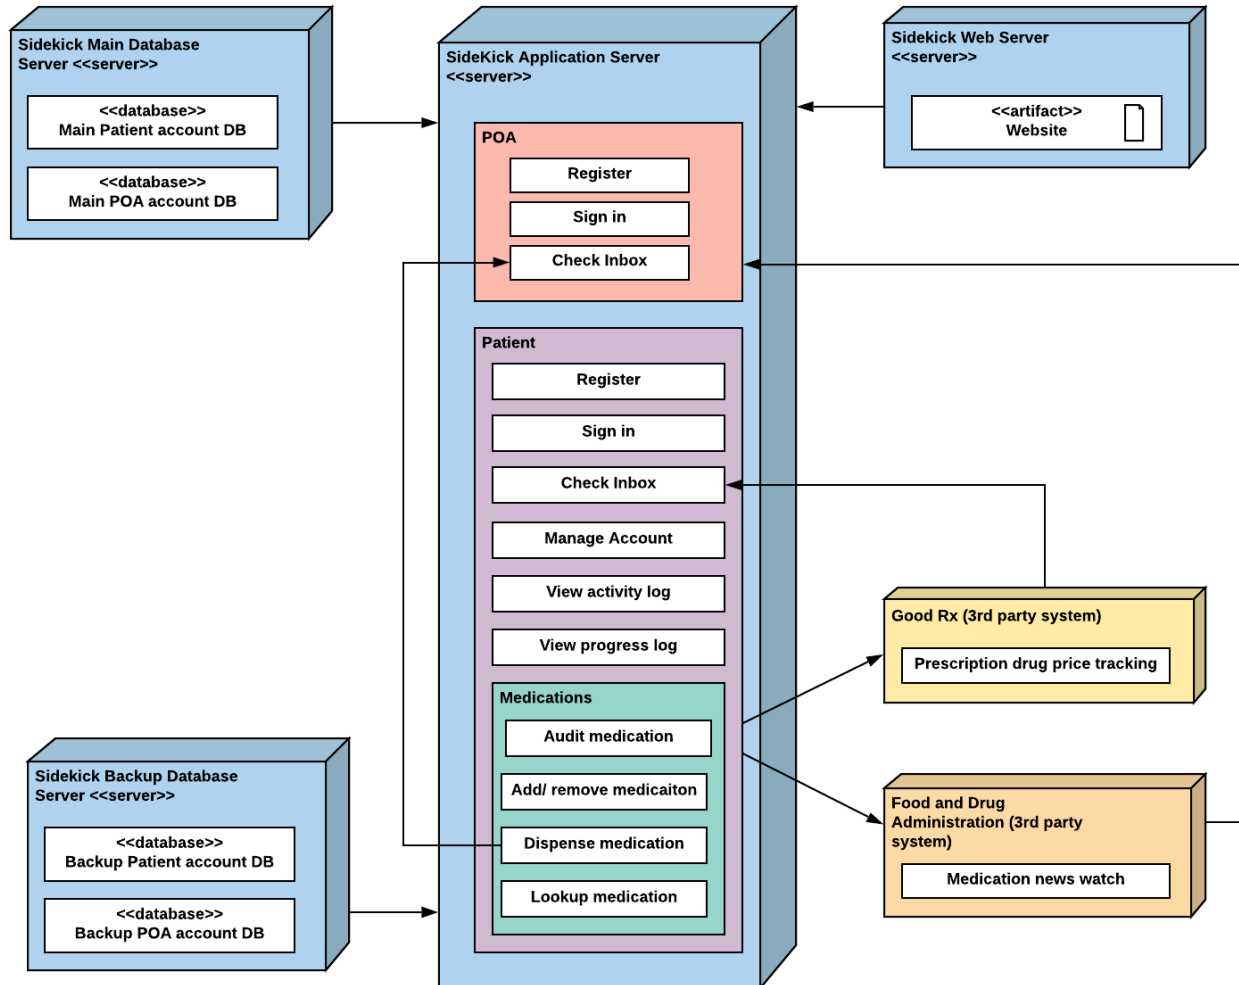 Sidekick Main Database
Server <<server>>
<<database>>
Main Patient account DB
<<database>>
Main POA account DB
SideKick Application Server
<<server>>
POA
Register
Sign in
Check Inbox
Patient
Register
Sign in
Check Inbox
Manage Account
View activity log
View progress log
Medications
Audit medication
Add/ remove medicaiton
Dispense medication
Lookup medication
Sidekick Web Server
<<server>>
<<artifact>>
Website
Good Rx (3rd party system)
Prescription drug price tracking
Food and Drug
Administration (3rd party
system)
Medication news watch
Sidekick Backup Database
Server <<server>>
<<database>>
Backup Patient account DB
<<database>>
Backup POA account DB